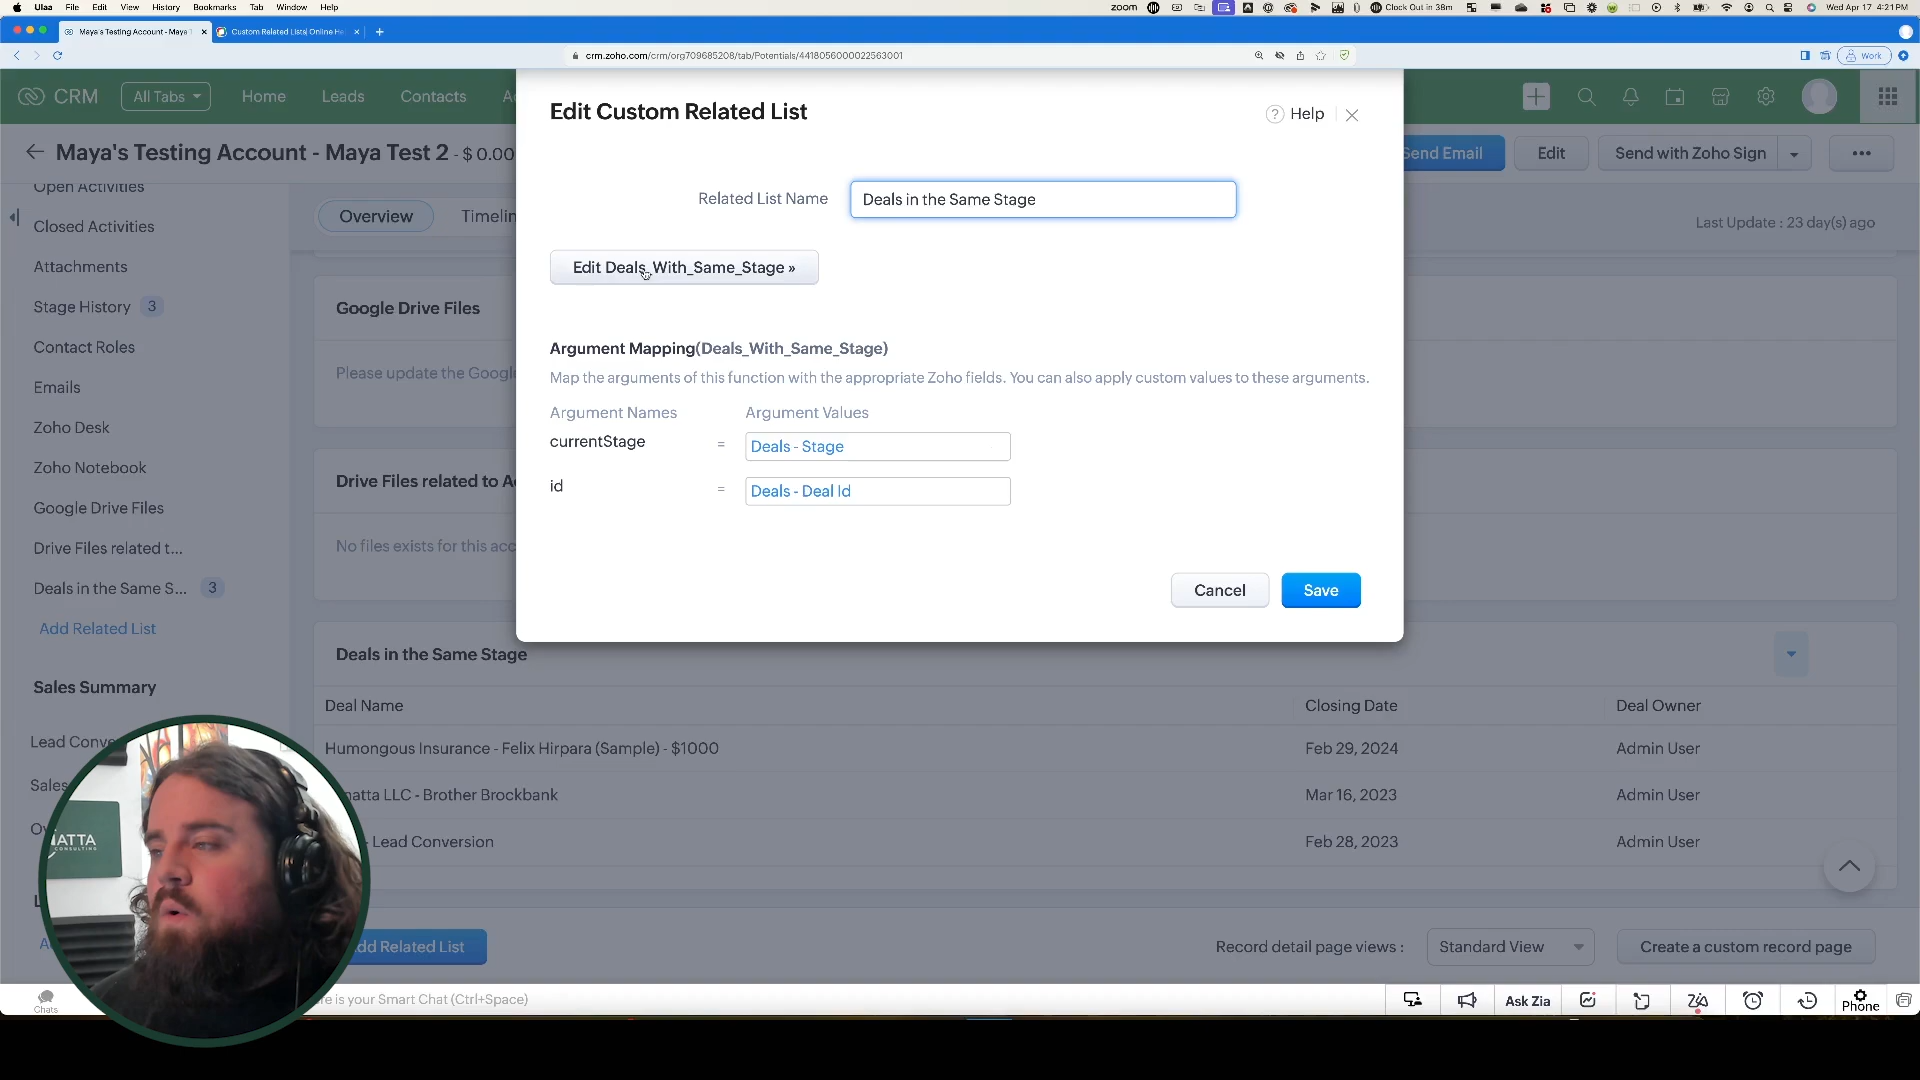 Ulaa File Edit View History Bookmarks Tab Window Help
zoom Clock Out in 38m Wed Apr 17 4:21 PM
Maya's Testing Account - Maya T
Custom Related Lists| Online He
crm.zoho.com/crm/org709685208/tab/Potentials/4418056000022563001
Work
CRM All Tabs Home Leads Contacts
Maya's Testing Account - Maya Test 2 - $ 0.00
Send Email Edit Send with Zoho Sign
Open Activities
Closed Activities
Attachments
Stage History 3
Contact Roles
Emails
Zoho Desk
Zoho Notebook
Google Drive Files
Drive Files related t...
Deals in the Same S... 3
Add Related List
Sales Summary
Lead Conve
Sales
Overview Timelin
Last Update : 23 day(s) ago
Google Drive Files
Please update the Googl
Drive Files related to A
No files exists for this acc
Edit Custom Related List
Help
Related List Name Deals in the Same Stage
Edit Deals_With_Same_Stage »
Argument Mapping(Deals_With_Same_Stage)
Map the arguments of this function with the appropriate Zoho fields. You can also apply custom values to these arguments.
Argument Names Argument Values
currentStage = Deals - Stage
id = Deals - Deal Id
Cancel Save
Deals in the Same Stage
Deal Name Closing Date Deal Owner
Humongous Insurance - Felix Hirpara (Sample) - $1000 Feb 29, 2024 Admin User
natta LLC - Brother Brockbank Mar 16, 2023 Admin User
- Lead Conversion Feb 28, 2023 Admin User
NATTA
CONSULTING
dd Related List
Record detail page views : Standard View Create a custom record page
Chats
re is your Smart Chat (Ctrl+Space)
Ask Zia
Phone